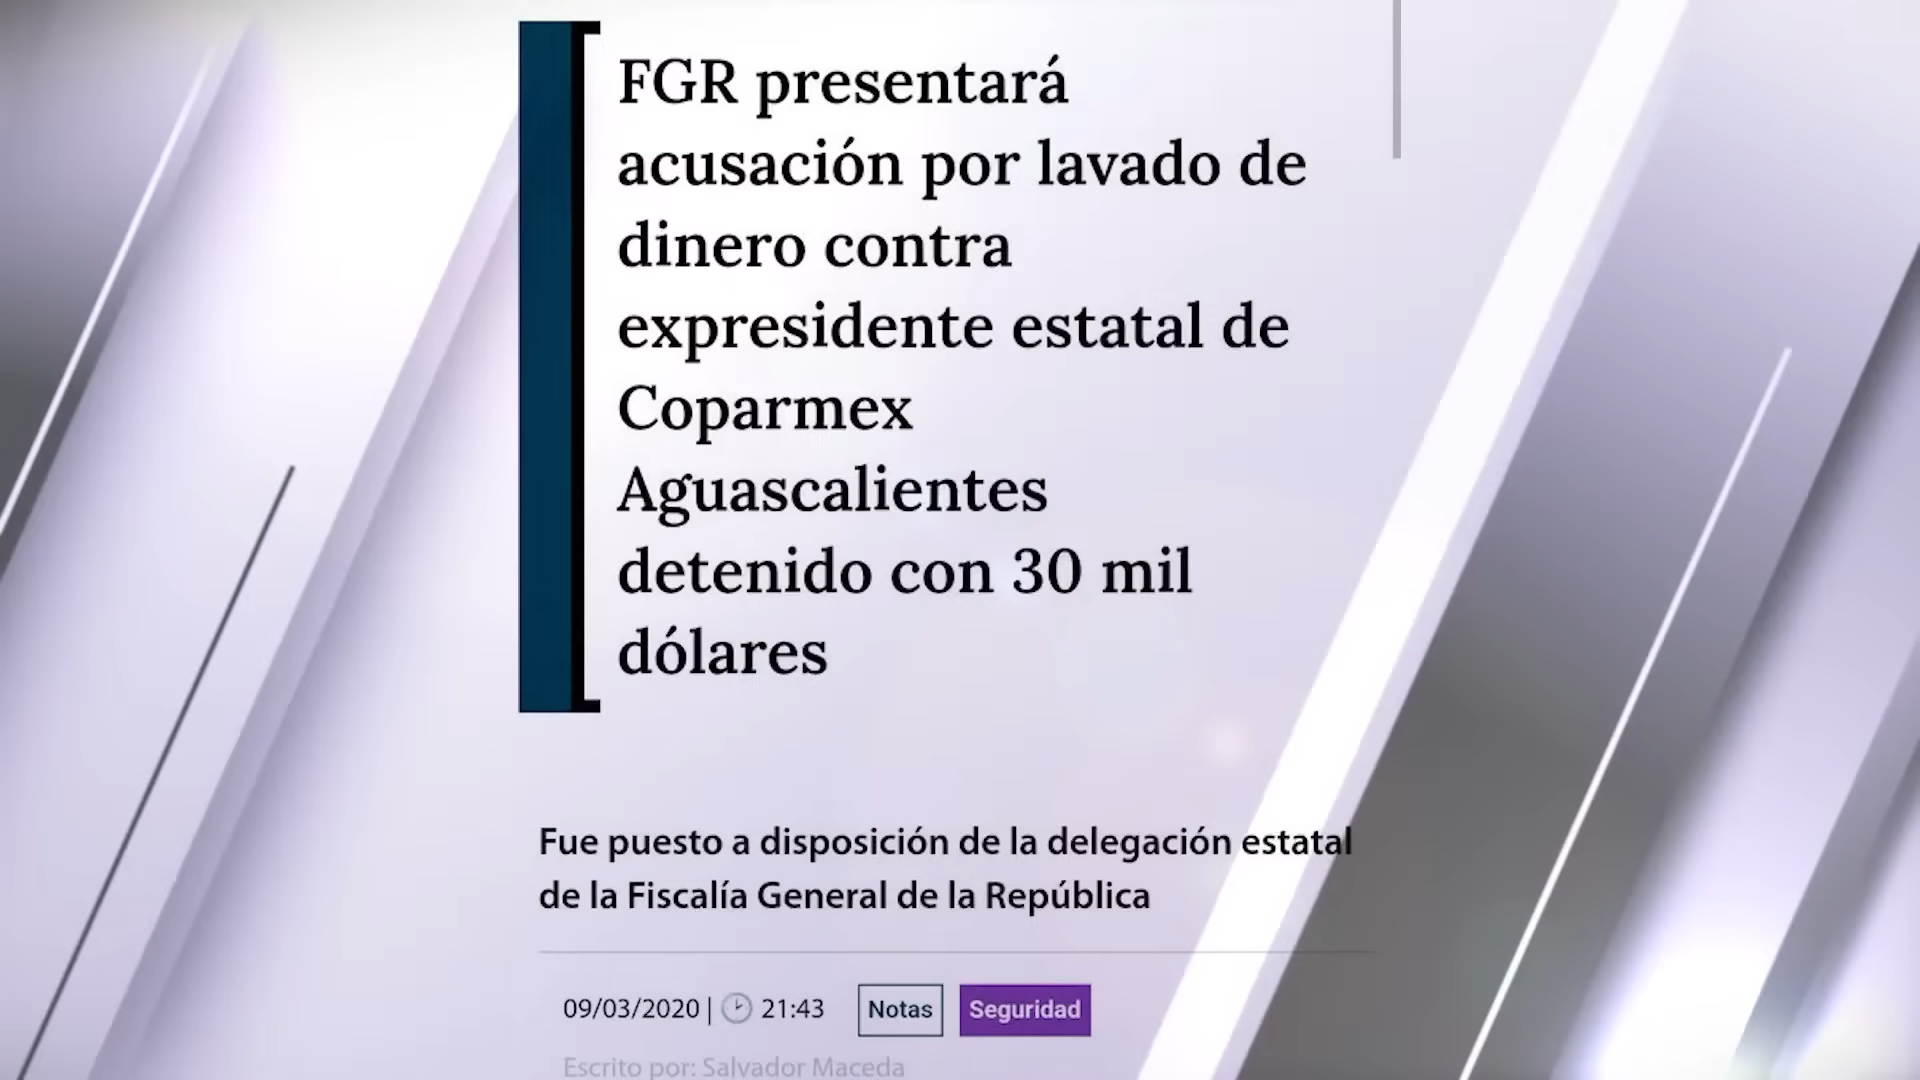 FGR presentará
acusación por lavado de
dinero contra
expresidente estatal de
Coparmex
Aguascalientes
detenido con 30 mil
dólares
Fue puesto a disposición de la delegación estatal
de la Fiscalía General de la República
09/03/2020 | 21:43 Notas Seguridad
Escrito por: Salvador Maceda